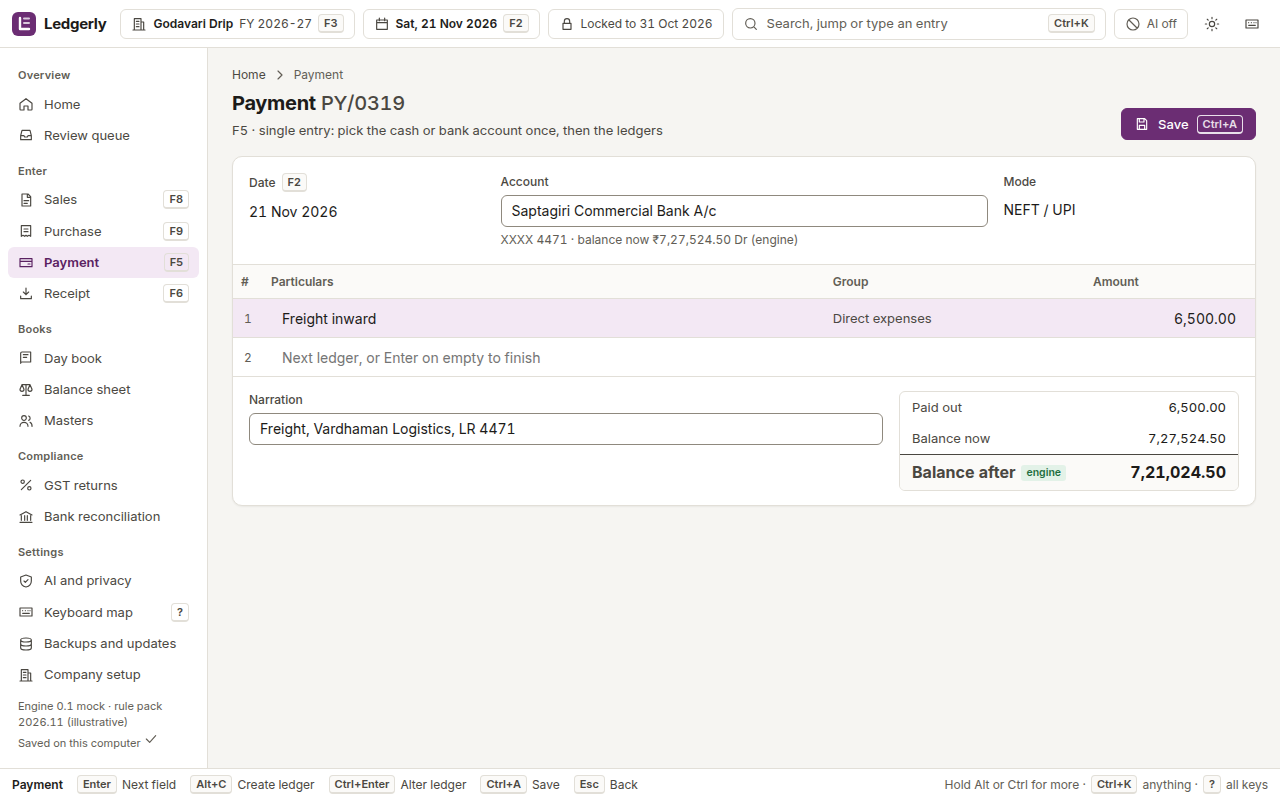 Ledgerly
Godavari Drip FY 2026-27 F3
Sat, 21 Nov 2026 F2
Locked to 31 Oct 2026
Search, jump or type an entry Ctrl+K
AI off
Overview
Home
Review queue
Enter
Sales F8
Purchase F9
Payment F5
Receipt F6
Books
Day book
Balance sheet
Masters
Compliance
GST returns
Bank reconciliation
Settings
AI and privacy
Keyboard map ?
Backups and updates
Company setup
Engine 0.1 mock · rule pack
2026.11 (illustrative)
Saved on this computer
Home Payment
Payment PY/0319
F5 · single entry: pick the cash or bank account once, then the ledgers
Save Ctrl+A
Date F2
21 Nov 2026
Account
Saptagiri Commercial Bank A/c
XXXX 4471 · balance now ₹7,27,524.50 Dr (engine)
Mode
NEFT / UPI
# Particulars Group Amount
1 Freight inward Direct expenses 6,500.00
2 Next ledger, or Enter on empty to finish
Narration
Freight, Vardhaman Logistics, LR 4471
Paid out 6,500.00
Balance now 7,27,524.50
Balance after engine 7,21,024.50
Payment Enter Next field Alt+C Create ledger Ctrl+Enter Alter ledger Ctrl+A Save Esc Back
Hold Alt or Ctrl for more · Ctrl+K anything · ? all keys